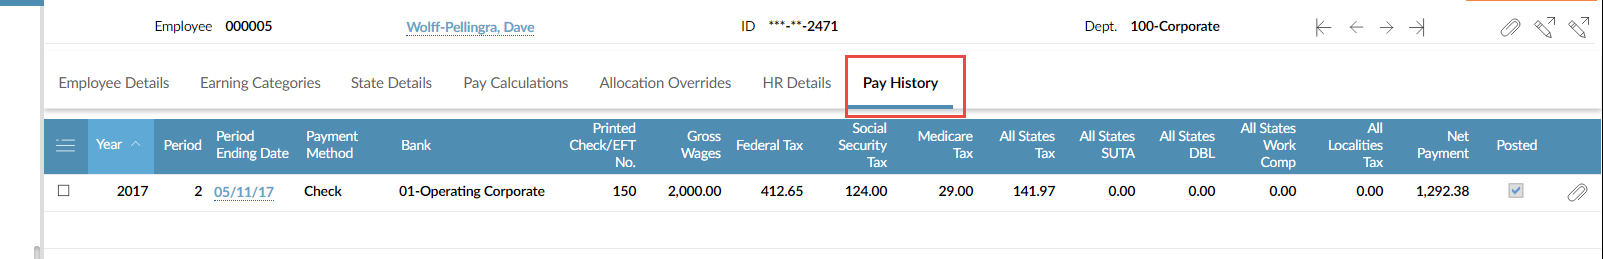 Employee 000005 Wolff-Pellingra, Dave ID ***-**-2471 Dept. 100-Corporate
Employee Details Earning Categories State Details Pay Calculations Allocation Overrides HR Details Pay History
Year
Period
Period
Ending Date
Payment
Method
Bank
Printed
Check/EFT
No.
Gross
Wages
Federal Tax
Social
Security
Tax
Medicare
Tax
All States
Tax
All States
SUTA
All States
DBL
All States
Work
Comp
All
Localities
Tax
Net
Payment
Posted
2017 2 05/11/17 Check 01-Operating Corporate 150 2,000.00 412.65 124.00 29.00 141.97 0.00 0.00 0.00 0.00 1,292.38